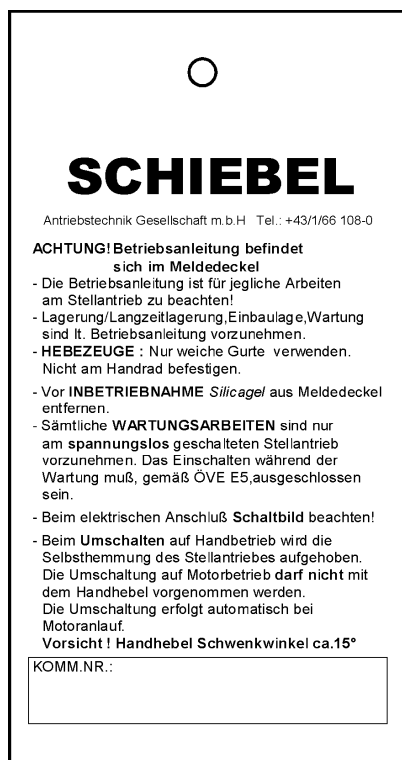 SCHIEBEL
Antriebstechnik Gesellschaft m.b.H   Tel.: +43/1/66 108-0
ACHTUNG! Betriebsanleitung befindet
sich im Meldedeckel
- Die Betriebsanleitung ist für jegliche Arbeiten
am Stellantrieb zu beachten!
- Lagerung/Langzeitlagerung,Einbaulage,Wartung
sind lt. Betriebsanleitung vorzunehmen.
- HEBEZEUGE : Nur weiche Gurte  verwenden.
Nicht am Handrad befestigen.
- Vor INBETRIEBNAHME Silicagel aus Meldedeckel
entfernen.
- Sämtliche WARTUNGSARBEITEN sind nur
am spannungslos geschalteten Stellantrieb
vorzunehmen. Das Einschalten während der
Wartung muß, gemäß ÖVE E5,ausgeschlossen
sein.
- Beim elektrischen Anschluß Schaltbild beachten!
- Beim Umschalten auf Handbetrieb wird die
Selbsthemmung des Stellantriebes aufgehoben.
Die Umschaltung auf Motorbetrieb darf nicht mit
dem Handhebel vorgenommen werden.
Die Umschaltung erfolgt automatisch bei
Motoranlauf.
Vorsicht ! Handhebel Schwenkwinkel ca.15°
KOMM.NR.: